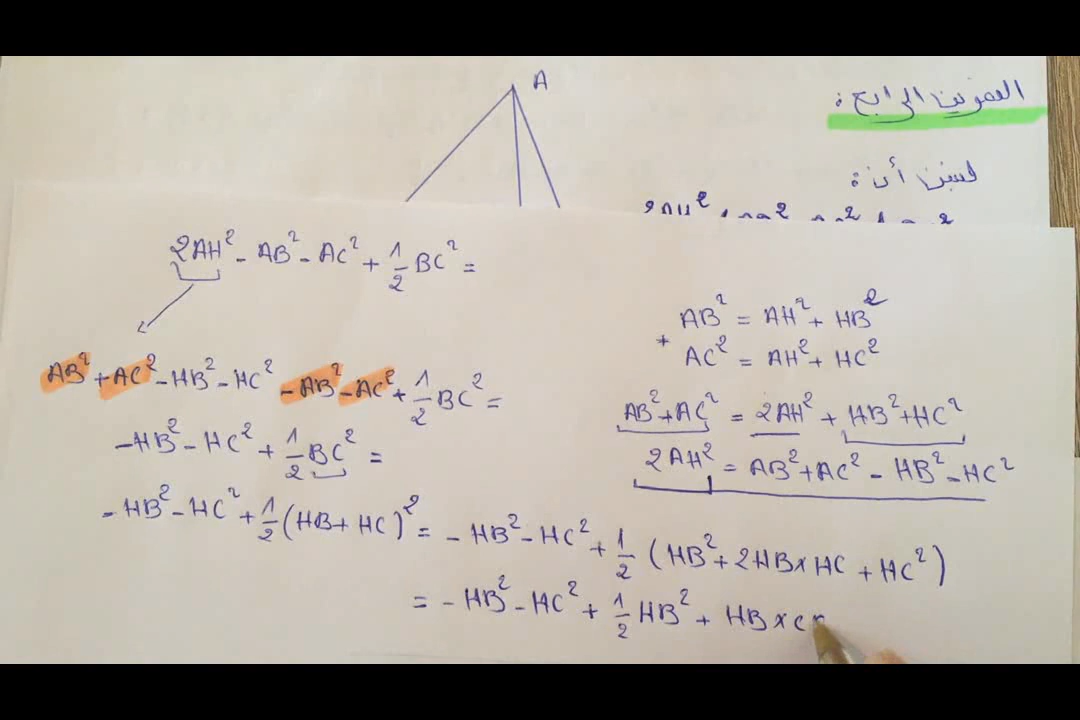 A
التمرين الرابع :
لنبين أن :
2AH² - AB² - AC² + 1/2 BC² =
AB² = AH² + HB²
+ AC² = AH² + HC²
AB² + AC² - HB² - HC² - AB² - AC² + 1/2 BC² =
AB² + AC² = 2AH² + HB² + HC²
- HB² - HC² + 1/2 BC² =
2AH² = AB² + AC² - HB² - HC²
- HB² - HC² + 1/2 (HB + HC)² = - HB² - HC² + 1/2 (HB² + 2HB × HC + HC²)
= - HB² - HC² + 1/2 HB² + HB ×